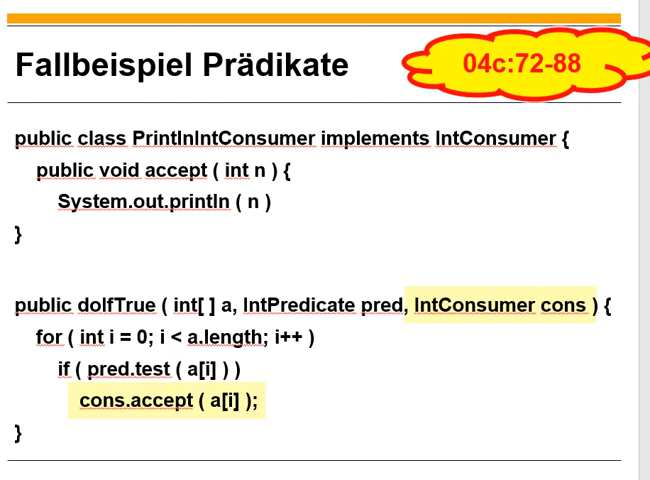 Fallbeispiel Prädikate
04c:72-88
public class PrintlnIntConsumer implements IntConsumer {
public void accept ( int n ) {
System.out.println ( n )
}
public doIfTrue ( int[ ] a, IntPredicate pred, IntConsumer cons ) {
for ( int i = 0; i < a.length; i++ )
if ( pred.test ( a[i] ) )
cons.accept ( a[i] );
}